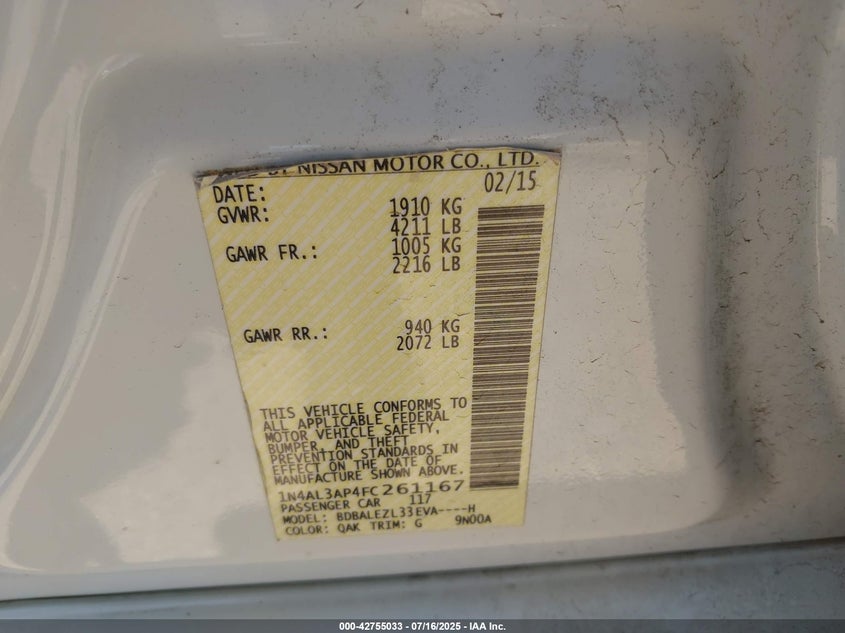 BY NISSAN MOTOR CO., LTD.
DATE: 02/15
GVWR: 1910 KG
4211 LB
GAWR FR.: 1005 KG
2216 LB
GAWR RR.: 940 KG
2072 LB
THIS VEHICLE CONFORMS TO
ALL APPLICABLE FEDERAL
MOTOR VEHICLE SAFETY,
BUMPER, AND THEFT
PREVENTION STANDARDS IN
EFFECT ON THE DATE OF
MANUFACTURE SHOWN ABOVE.
1N4AL3AP4FC261167
PASSENGER CAR 117
MODEL: BDBALEZL33EVA----H
COLOR: QAK TRIM: G 9N00A
000-42755033 - 07/16/2025 - IAA Inc.